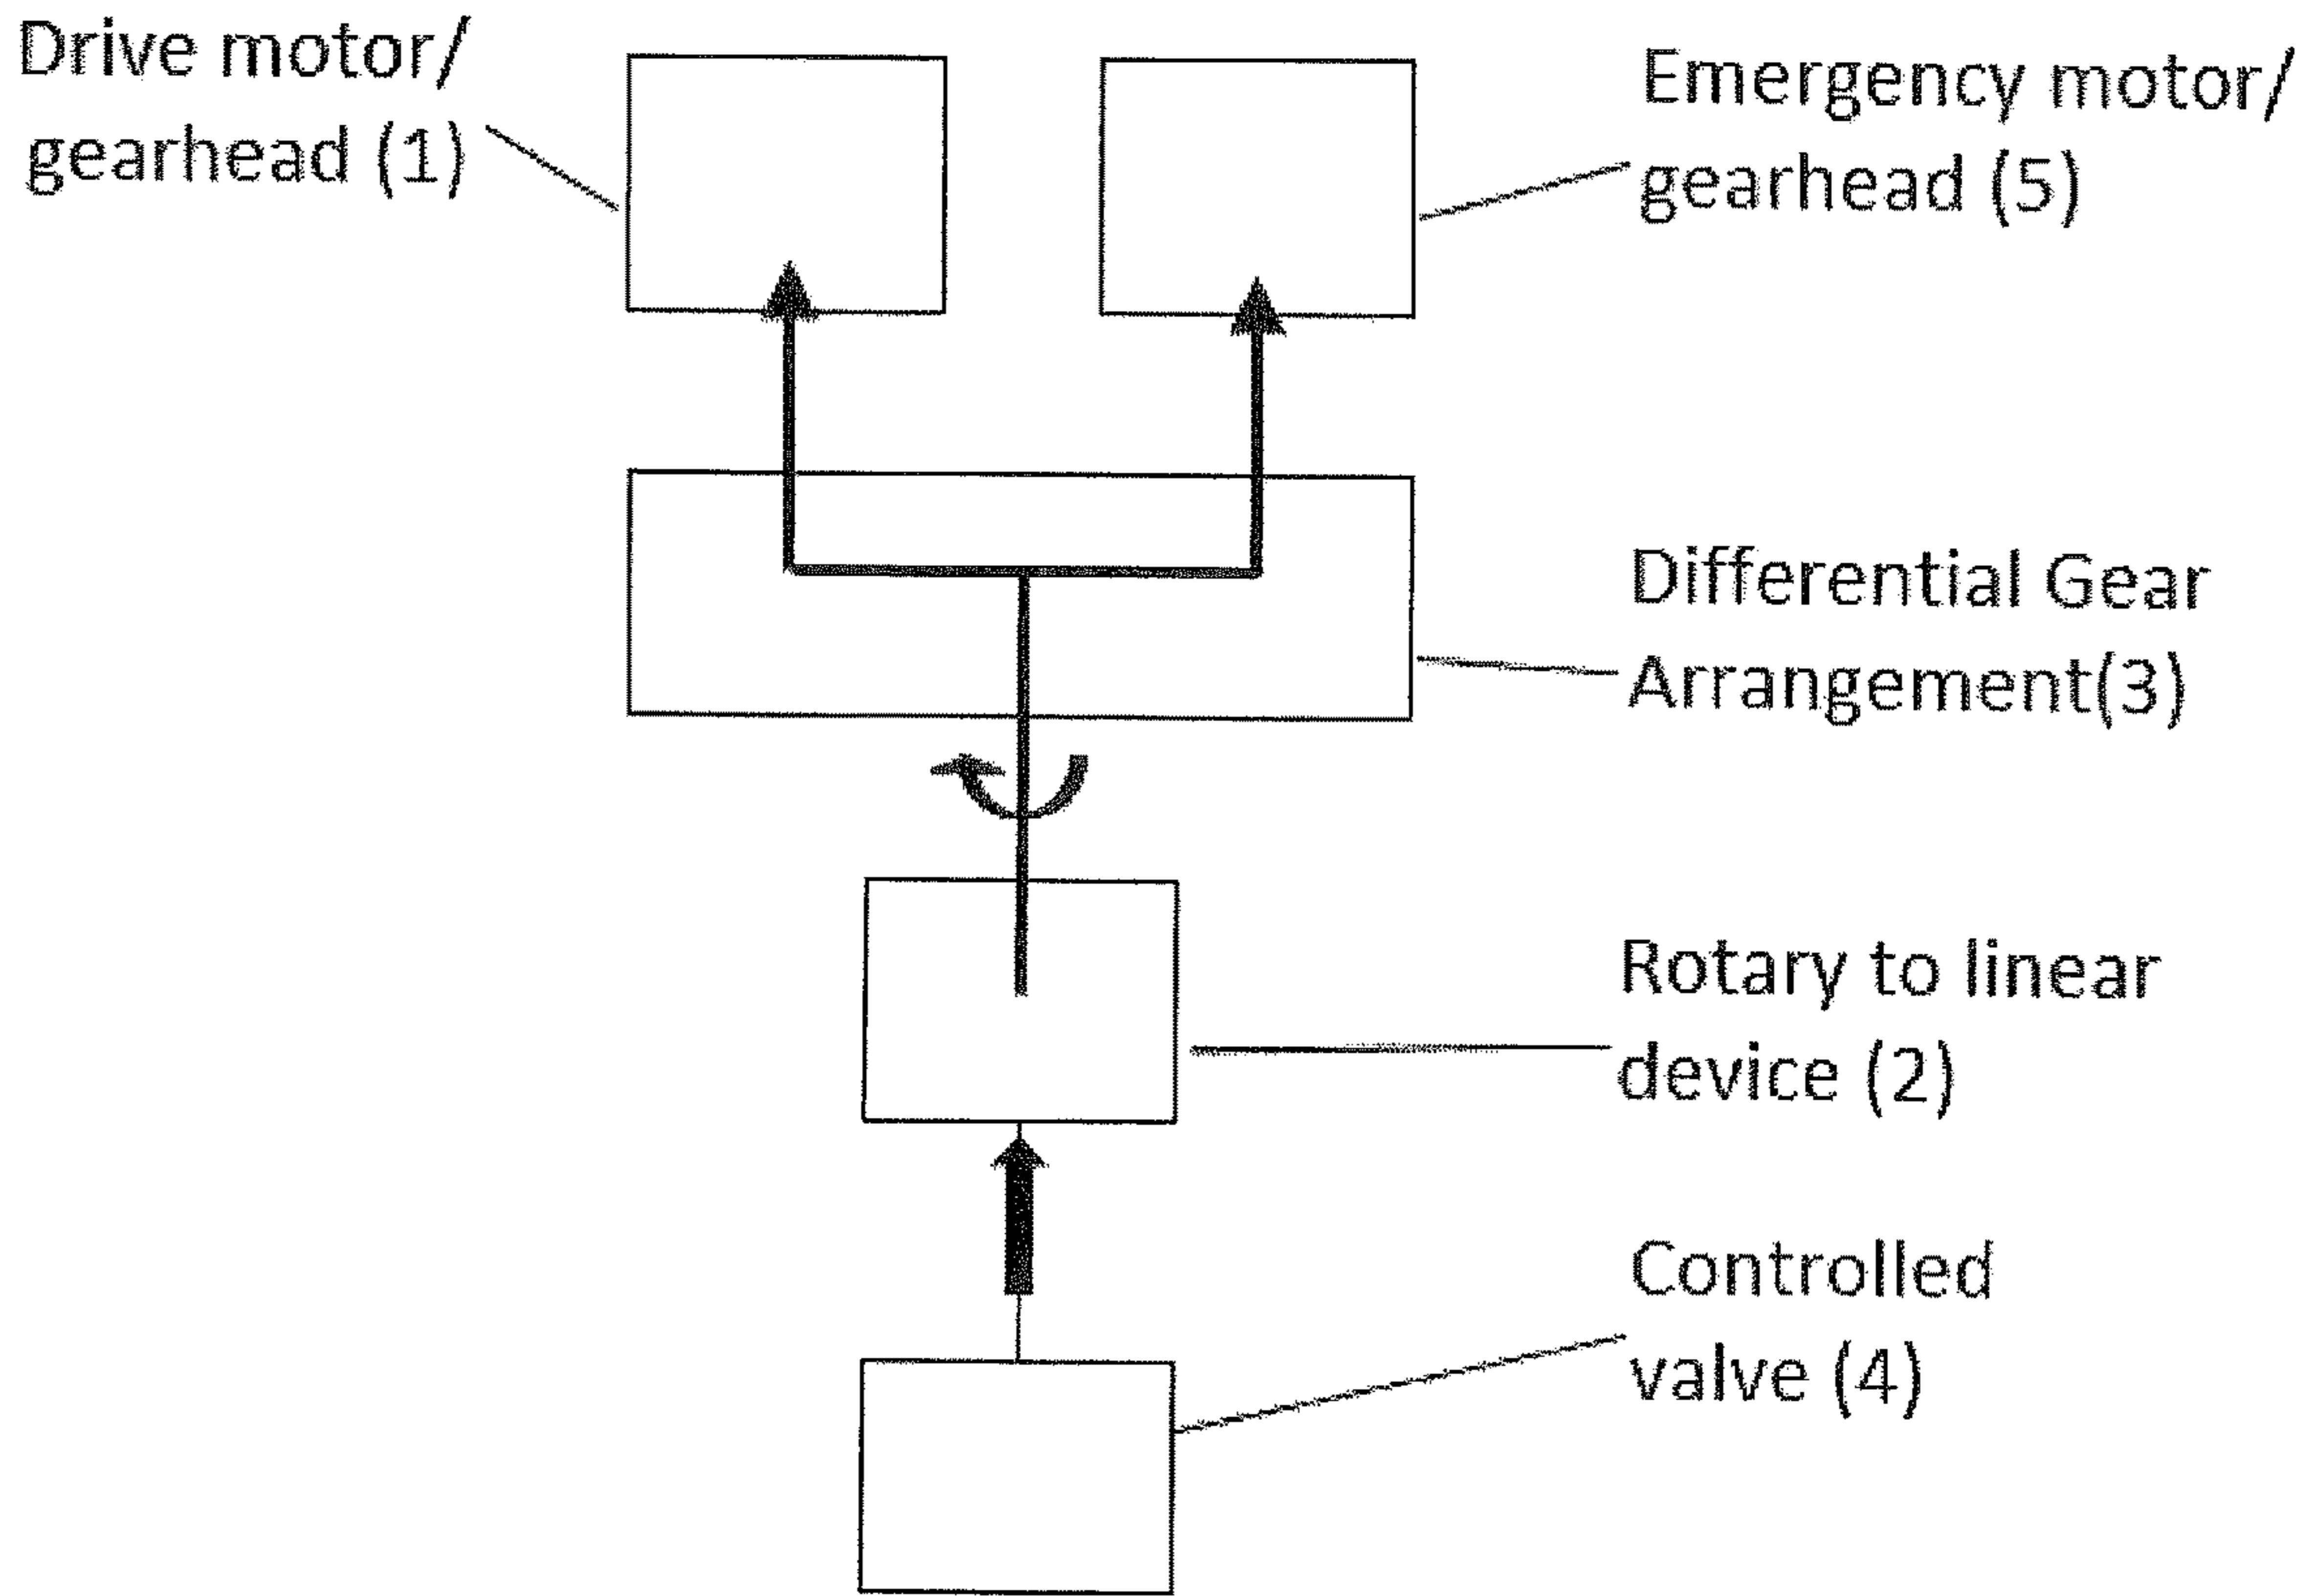 Drive motor/
gearhead (1)
Emergency motor/
gearhead (5)
Differential Gear
Arrangement(3)
Rotary to linear
device (2)
Controlled
valve (4)